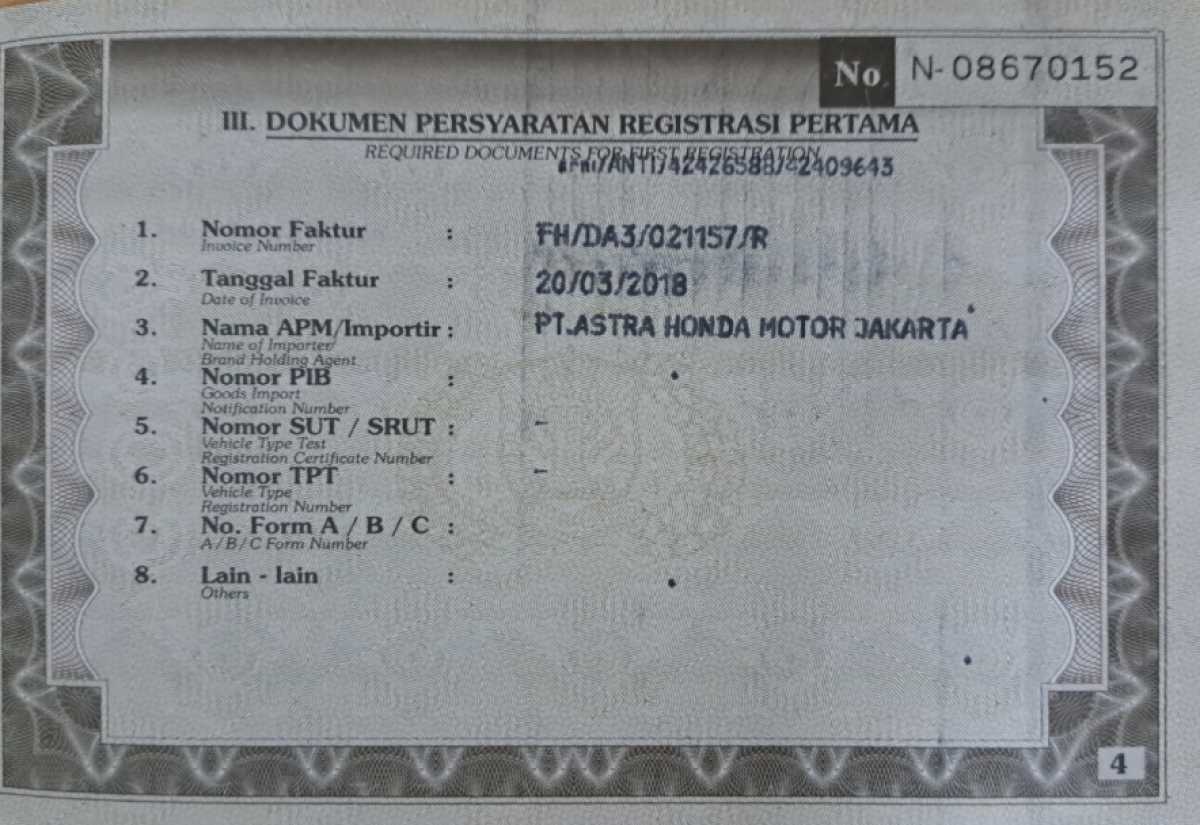 No. N-08670152
III. DOKUMEN PERSYARATAN REGISTRASI PERTAMA
REQUIRED DOCUMENTS FOR FIRST REGISTRATION
/ANTI/42426588/42409643
1. Nomor Faktur : FH/DA3/021157/R
Invoice Number
2. Tanggal Faktur : 20/03/2018
Date of Invoice
3. Nama APM/Importir : PT.ASTRA HONDA MOTOR JAKARTA
Name of Importer/
Brand Holding Agent
4. Nomor PIB :
Goods Import
Notification Number
5. Nomor SUT / SRUT : -
Vehicle Type Test
Registration Certificate Number
6. Nomor TPT : -
Vehicle Type
Registration Number
7. No. Form A / B / C :
A/B/C Form Number
8. Lain - lain :
Others
4